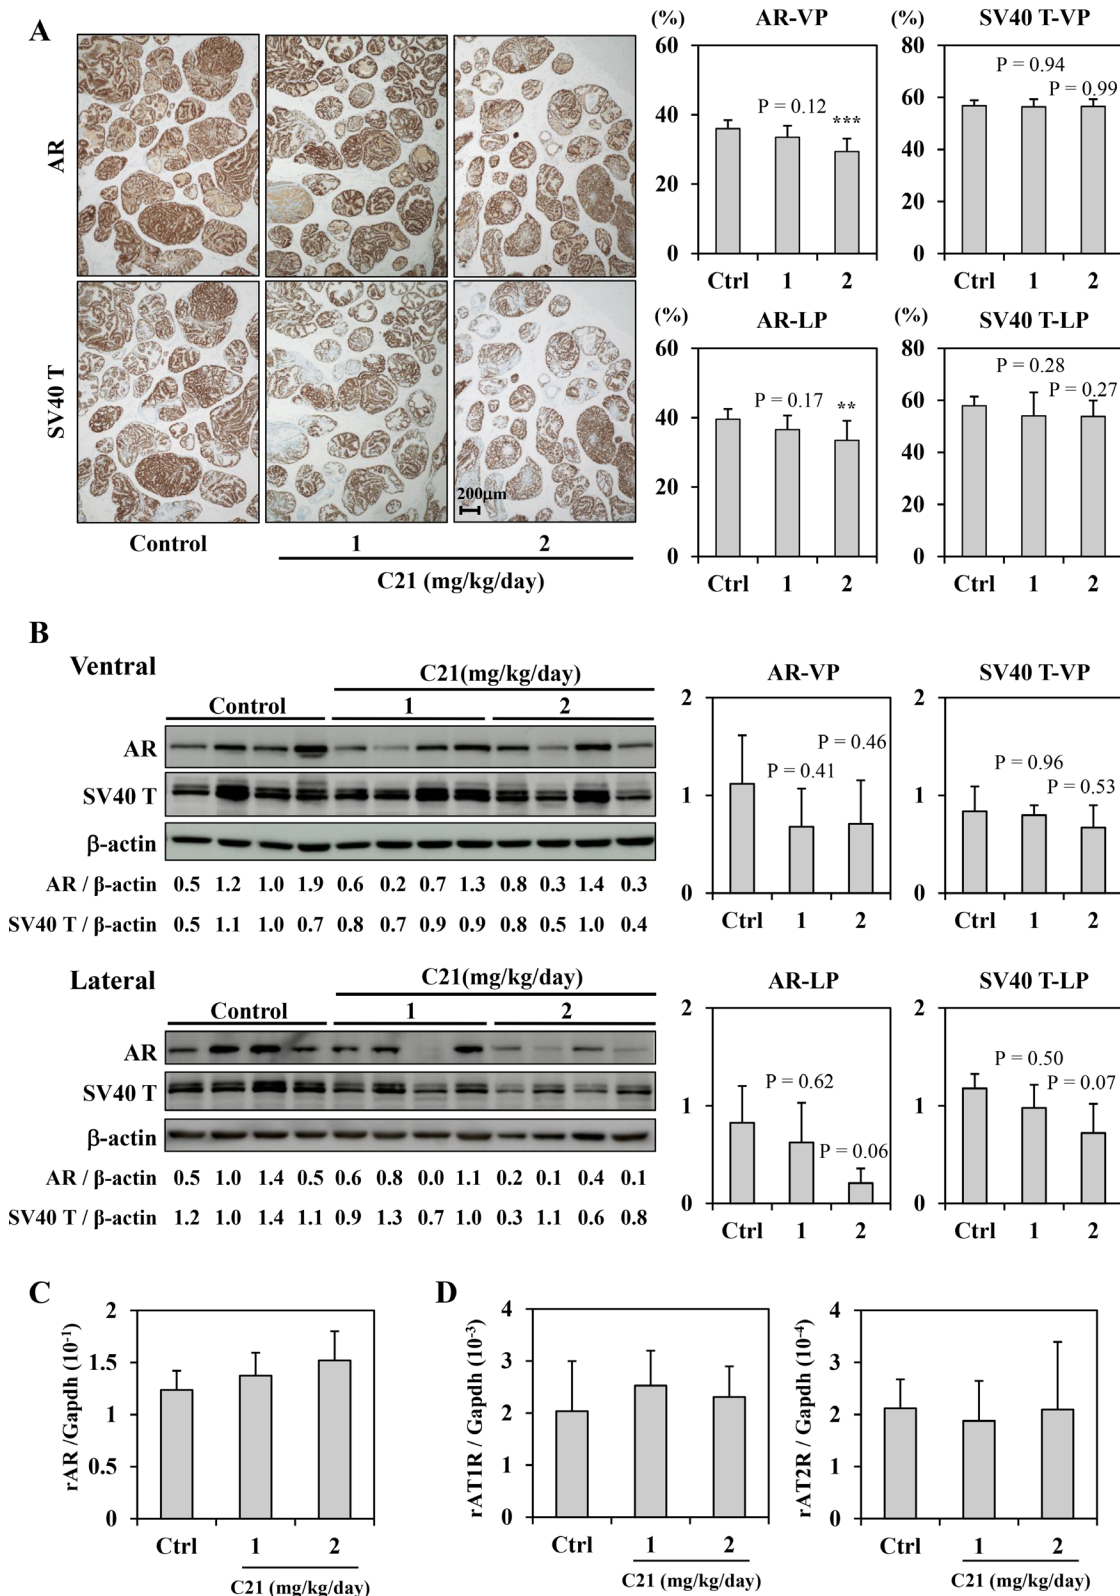 A
AR
SV40 T
200μm
Control
1
2
C21 (mg/kg/day)
(%)
AR-VP
60
40
20
0
P = 0.12
***
Ctrl
1
2
(%)
SV40 T-VP
80
60
40
20
0
P = 0.94
P = 0.99
Ctrl
1
2
(%)
AR-LP
60
40
20
0
P = 0.17
**
Ctrl
1
2
(%)
SV40 T-LP
80
60
40
20
0
P = 0.28
P = 0.27
Ctrl
1
2
B
Ventral
C21(mg/kg/day)
Control 1 2
AR
SV40 T
β-actin
AR / β-actin 0.5 1.2 1.0 1.9 0.6 0.2 0.7 1.3 0.8 0.3 1.4 0.3
SV40 T / β-actin 0.5 1.1 1.0 0.7 0.8 0.7 0.9 0.9 0.8 0.5 1.0 0.4
AR-VP
2
1
0
P = 0.41
P = 0.46
Ctrl 1 2
SV40 T-VP
2
1
0
P = 0.96
P = 0.53
Ctrl 1 2
Lateral
C21(mg/kg/day)
Control 1 2
AR
SV40 T
β-actin
AR / β-actin 0.5 1.0 1.4 0.5 0.6 0.8 0.0 1.1 0.2 0.1 0.4 0.1
SV40 T / β-actin 1.2 1.0 1.4 1.1 0.9 1.3 0.7 1.0 0.3 1.1 0.6 0.8
AR-LP
2
1
0
P = 0.62
P = 0.06
Ctrl 1 2
SV40 T-LP
2
1
0
P = 0.50
P = 0.07
Ctrl 1 2
C
rAR /Gapdh (10⁻¹)
2
1.5
1
0.5
0
Ctrl 1 2
C21 (mg/kg/day)
D
rAT1R / Gapdh (10⁻³)
4
3
2
1
0
Ctrl 1 2
C21 (mg/kg/day)
rAT2R / Gapdh (10⁻⁴)
4
3
2
1
0
Ctrl 1 2
C21 (mg/kg/day)